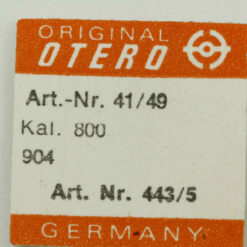 ORIGINAL
OTERO
Art.-Nr. 41/49
Kal. 800
904
Art. Nr. 443/5
GERMANY